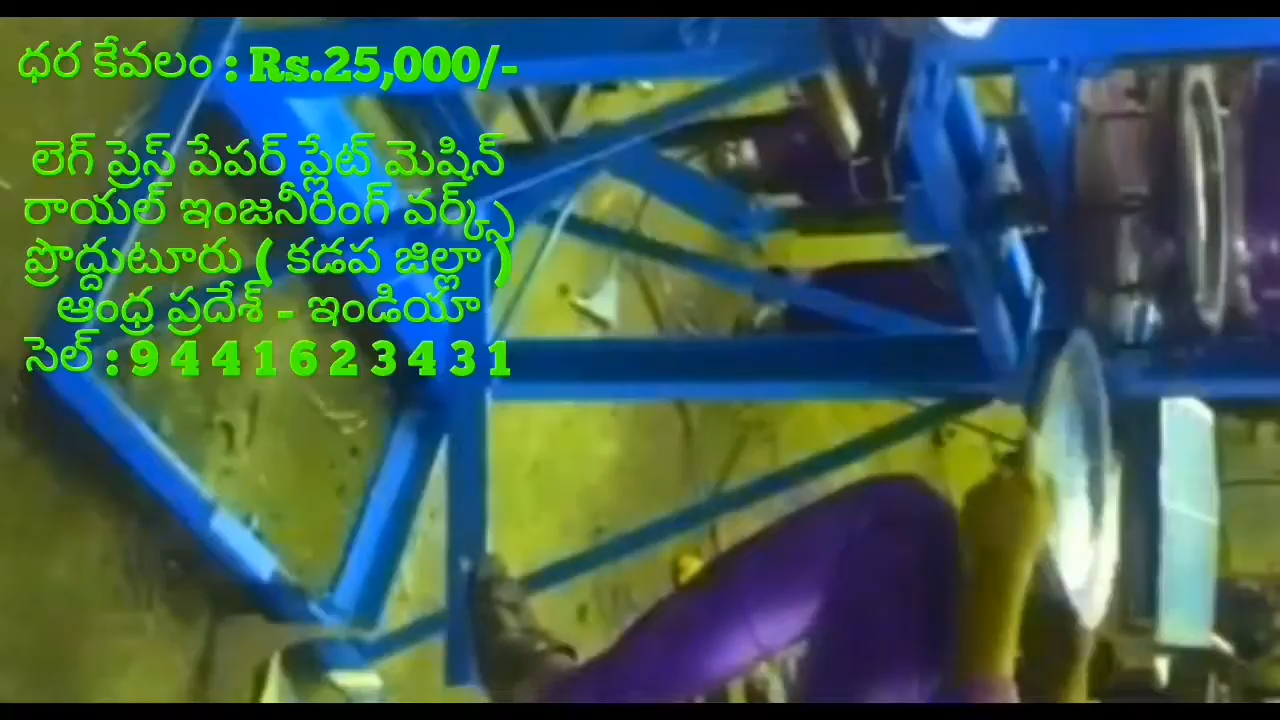 ధర కేవలం : Rs.25,000/-
లెగ్ ప్రెస్ పేపర్ ప్లేట్ మెషిన్
రాయల్ ఇంజనీరింగ్ వర్క్స్
ప్రొద్దుటూరు ( కడప జిల్లా )
ఆంధ్ర ప్రదేశ్ - ఇండియా
సెల్ : 9 4 4 1 6 2 3 4 3 1